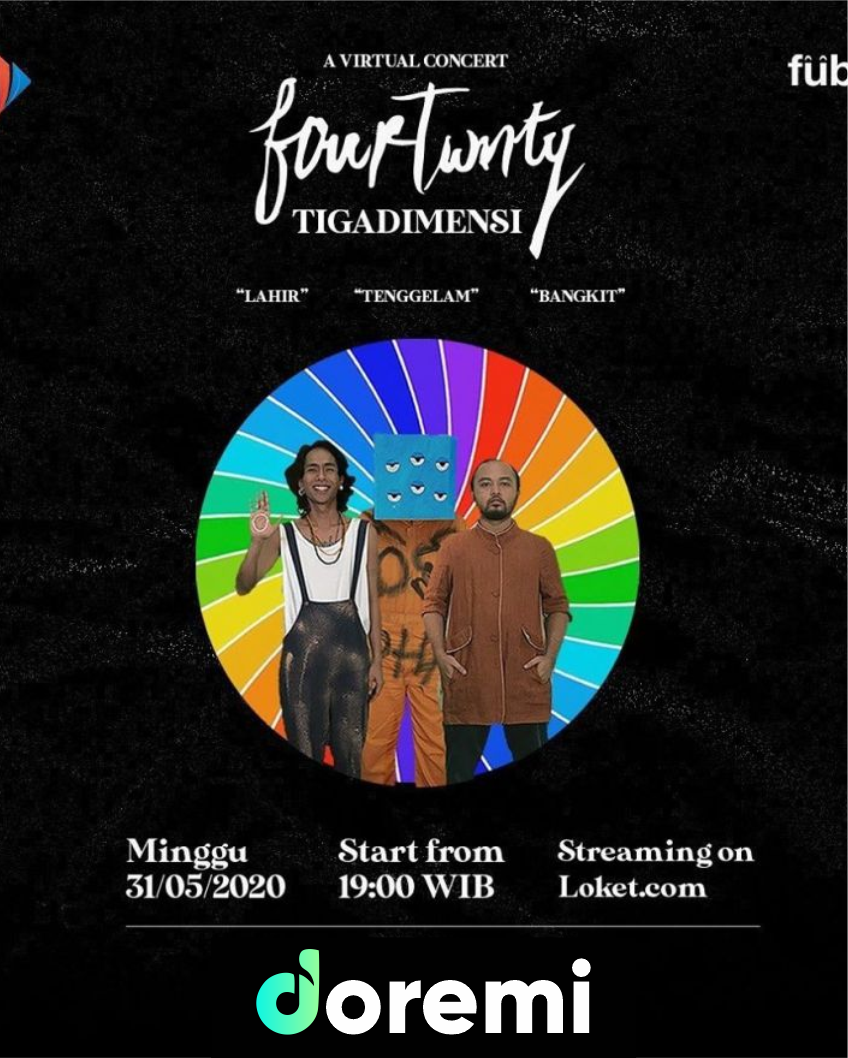 A VIRTUAL CONCERT
fûb
fourTwnty
TIGADIMENSI
“LAHIR” “TENGGELAM” “BANGKIT”
Minggu
31/05/2020
Start from
19:00 WIB
Streaming on
Loket.com
doremi